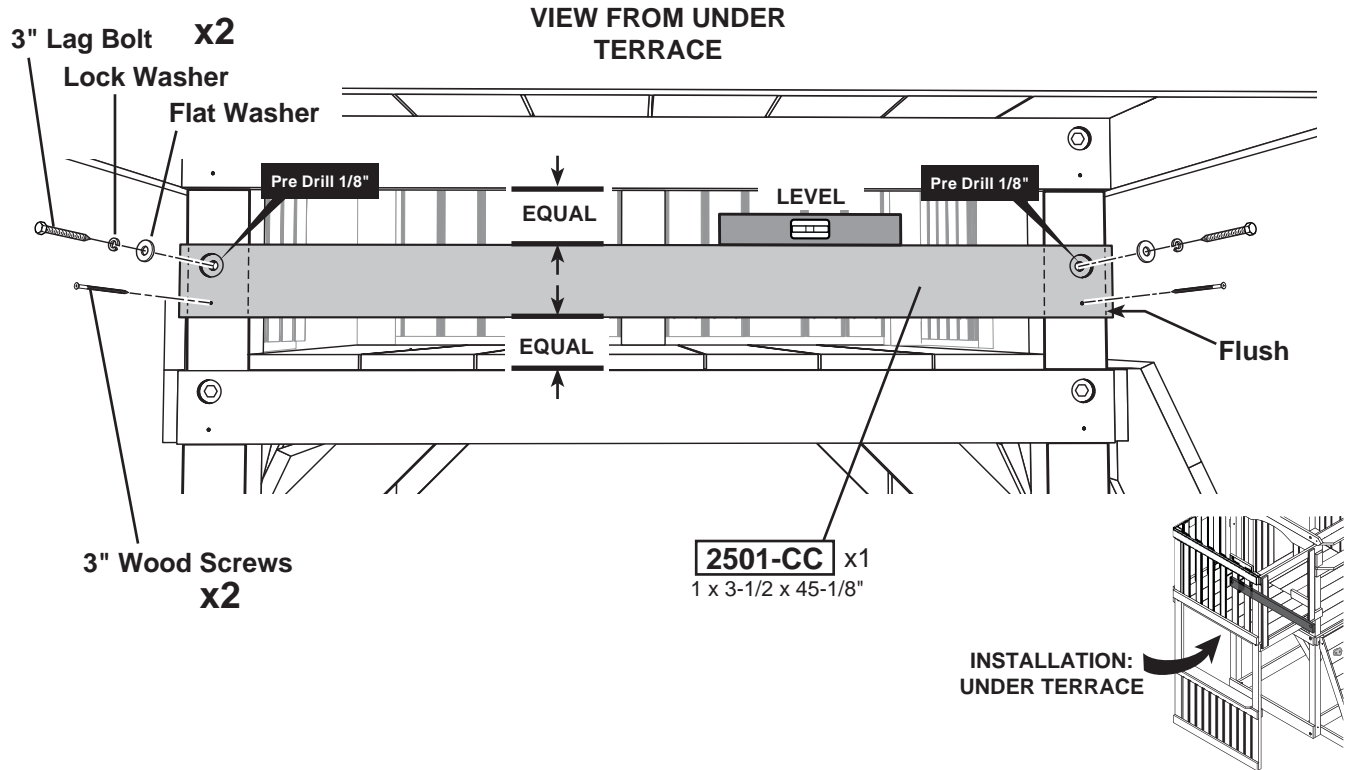 VIEW FROM UNDER
TERRACE
3" Lag Bolt x2
Lock Washer
Flat Washer
Pre Drill 1/8"
EQUAL
LEVEL
Pre Drill 1/8"
EQUAL
Flush
3" Wood Screws
x2
2501-CC x1
1 x 3-1/2 x 45-1/8"
INSTALLATION:
UNDER TERRACE